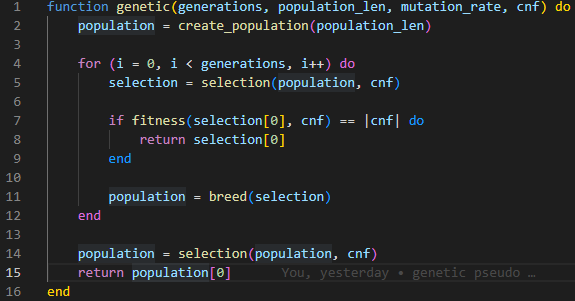 1 function genetic(generations, population_len, mutation_rate, cnf) do
2 population = create_population(population_len)
3
4 for (i = 0, i < generations, i++) do
5 selection = selection(population, cnf)
6
7 if fitness(selection[0], cnf) == |cnf| do
8 return selection[0]
9 end
10
11 population = breed(selection)
12 end
13
14 population = selection(population, cnf)
15 return population[0] You, yesterday • genetic pseudo …
16 end